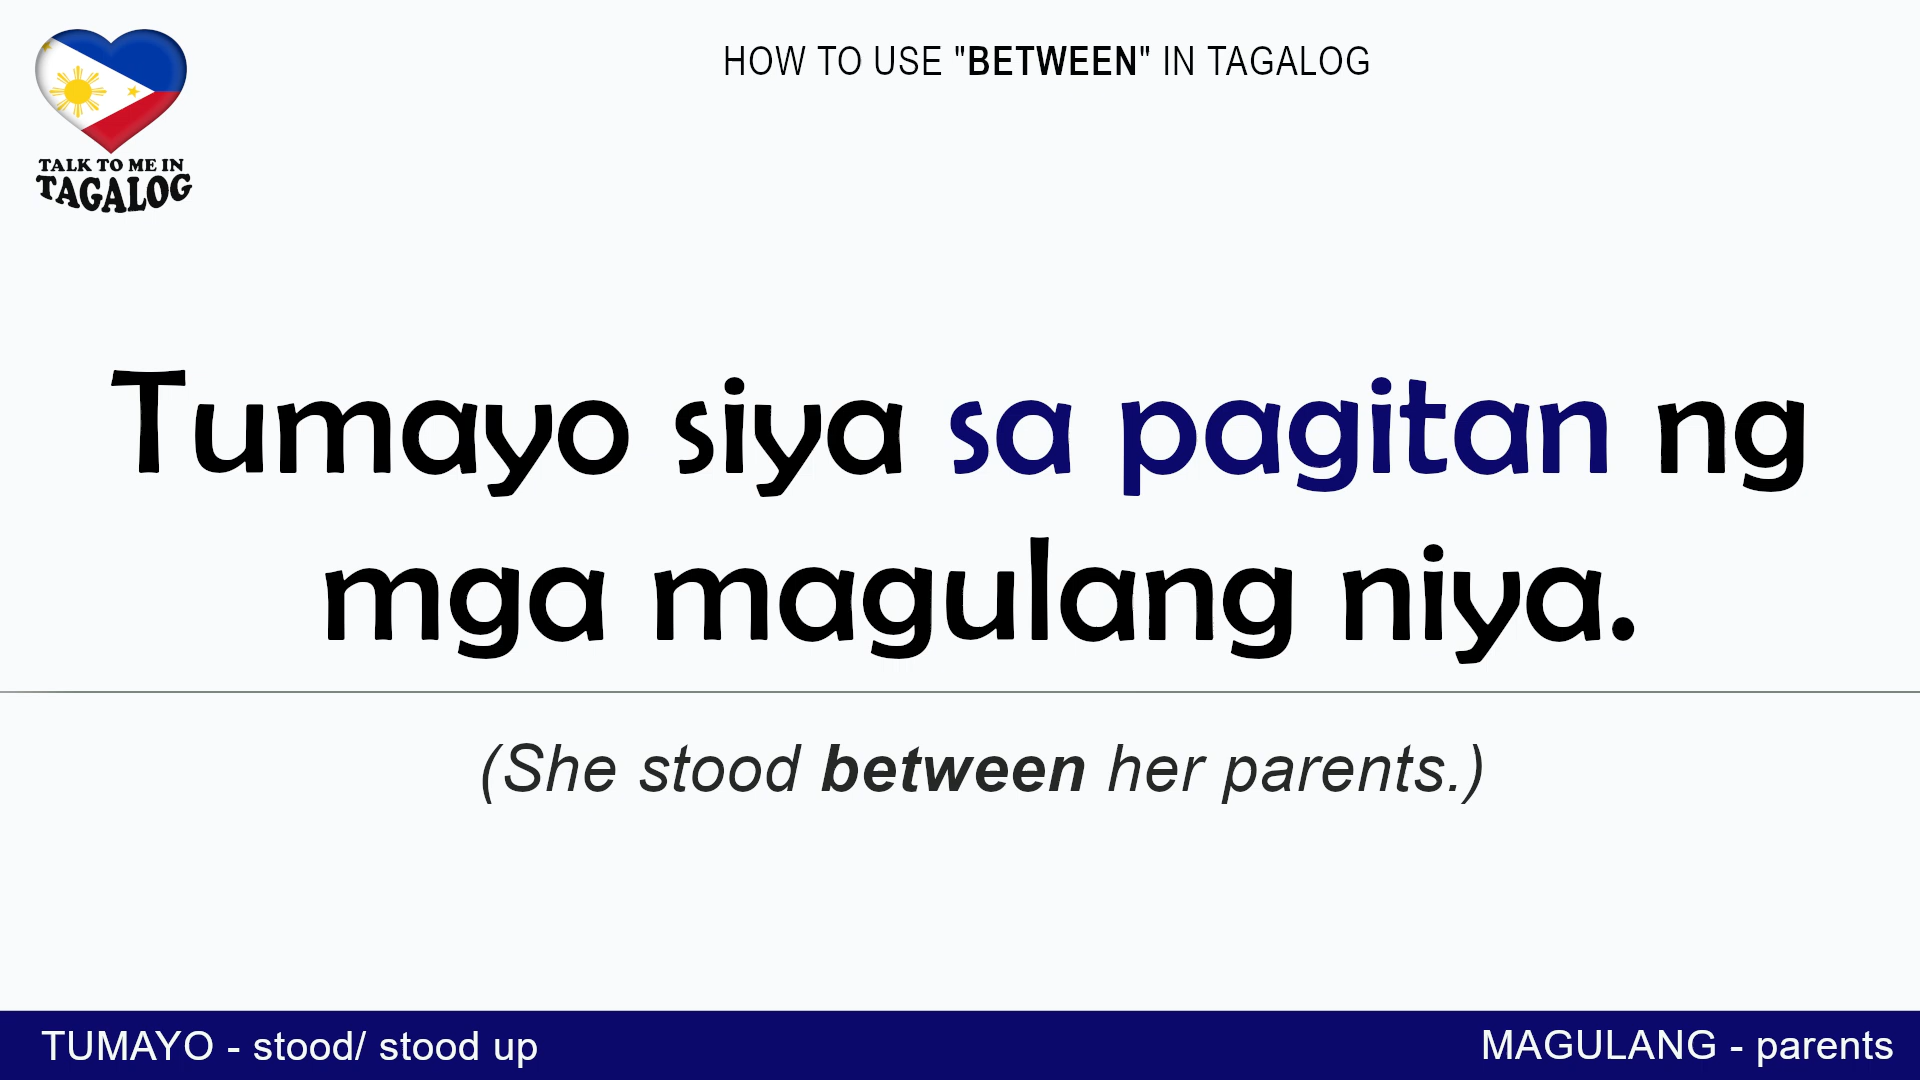 TALK TO ME IN
TAGALOG
HOW TO USE "BETWEEN" IN TAGALOG
Tumayo siya sa pagitan ng
mga magulang niya.
(She stood between her parents.)
TUMAYO - stood/ stood up
MAGULANG - parents